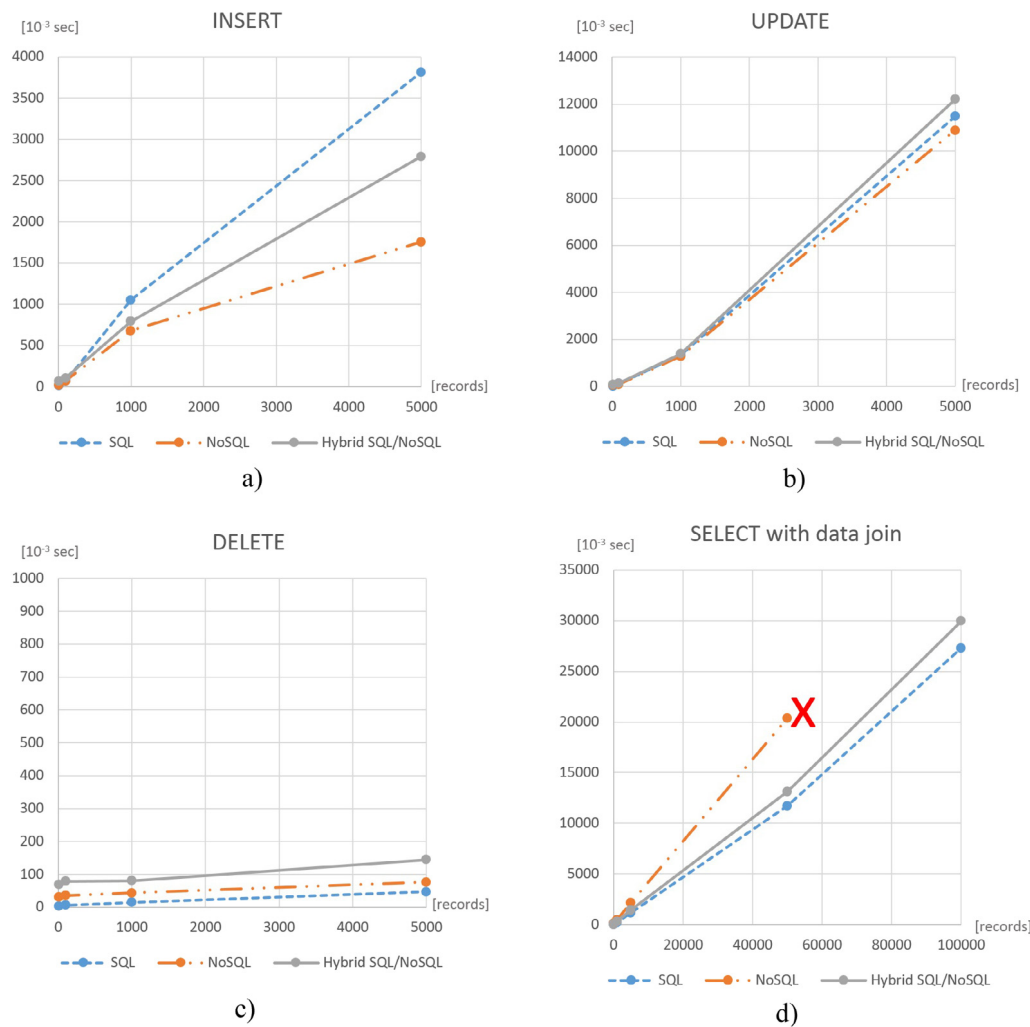 INSERT
[10⁻³ sec]
4000
3500
3000
2500
2000
1500
1000
500
0
0 1000 2000 3000 4000 5000
[records]
SQL NoSQL Hybrid SQL/NoSQL
a)
UPDATE
[10⁻³ sec]
14000
12000
10000
8000
6000
4000
2000
0
0 1000 2000 3000 4000 5000
[records]
SQL NoSQL Hybrid SQL/NoSQL
b)
DELETE
[10⁻³ sec]
1000
900
800
700
600
500
400
300
200
100
0
0 1000 2000 3000 4000 5000
[records]
SQL NoSQL Hybrid SQL/NoSQL
c)
SELECT with data join
[10⁻³ sec]
35000
30000
25000
20000
15000
10000
5000
0
X
0 20000 40000 60000 80000 100000
[records]
SQL NoSQL Hybrid SQL/NoSQL
d)